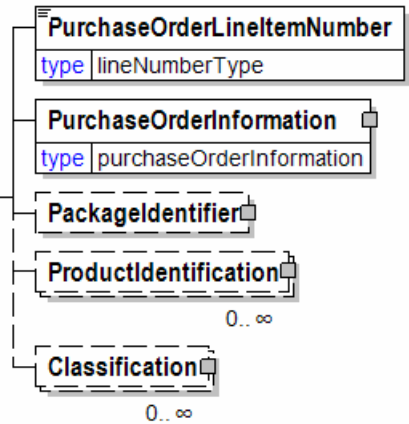 PurchaseOrderLineItemNumber
type lineNumberType
PurchaseOrderInformation
type purchaseOrderInformation
PackageIdentifier
ProductIdentification
0.. ∞
Classification
0.. ∞